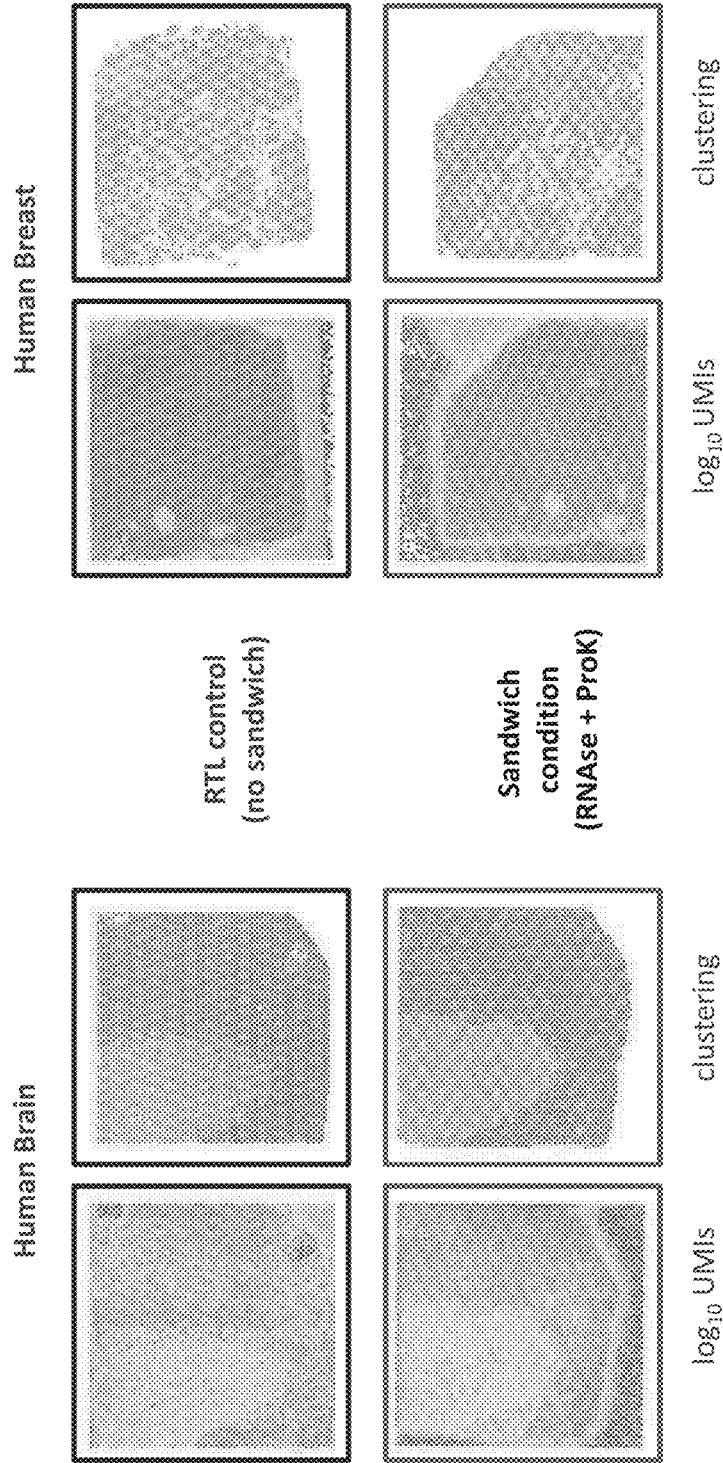 Human Brain
Human Breast
RTL control
(no sandwich)
Sandwich
condition
(RNAse + ProK)
log₁₀ UMIs
clustering
log₁₀ UMIs
clustering